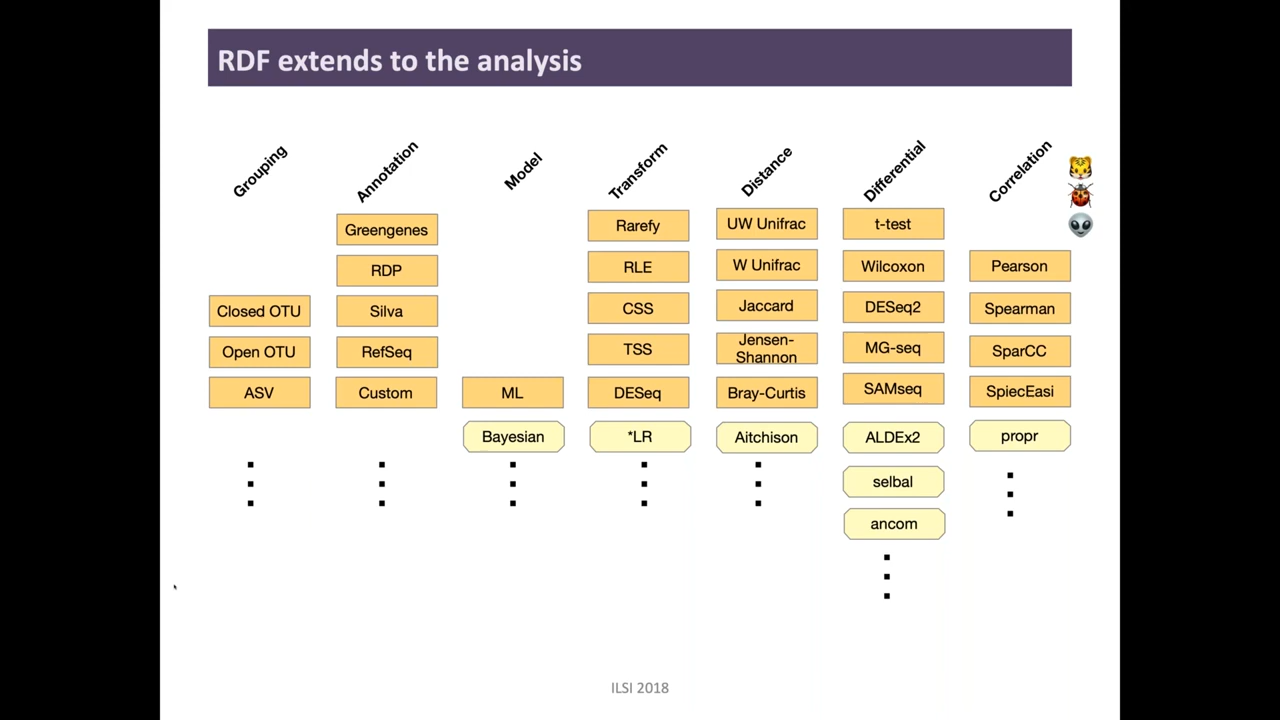 RDF extends to the analysis
Grouping
Annotation
Model
Transform
Distance
Differential
Correlation
Closed OTU
Open OTU
ASV
Greengenes
RDP
Silva
RefSeq
Custom
ML
Bayesian
Rarefy
RLE
CSS
TSS
DESeq
*LR
UW Unifrac
W Unifrac
Jaccard
Jensen-
Shannon
Bray-Curtis
Aitchison
t-test
Wilcoxon
DESeq2
MG-seq
SAMseq
ALDEx2
selbal
ancom
Pearson
Spearman
SparCC
SpiecEasi
propr
ILSI 2018